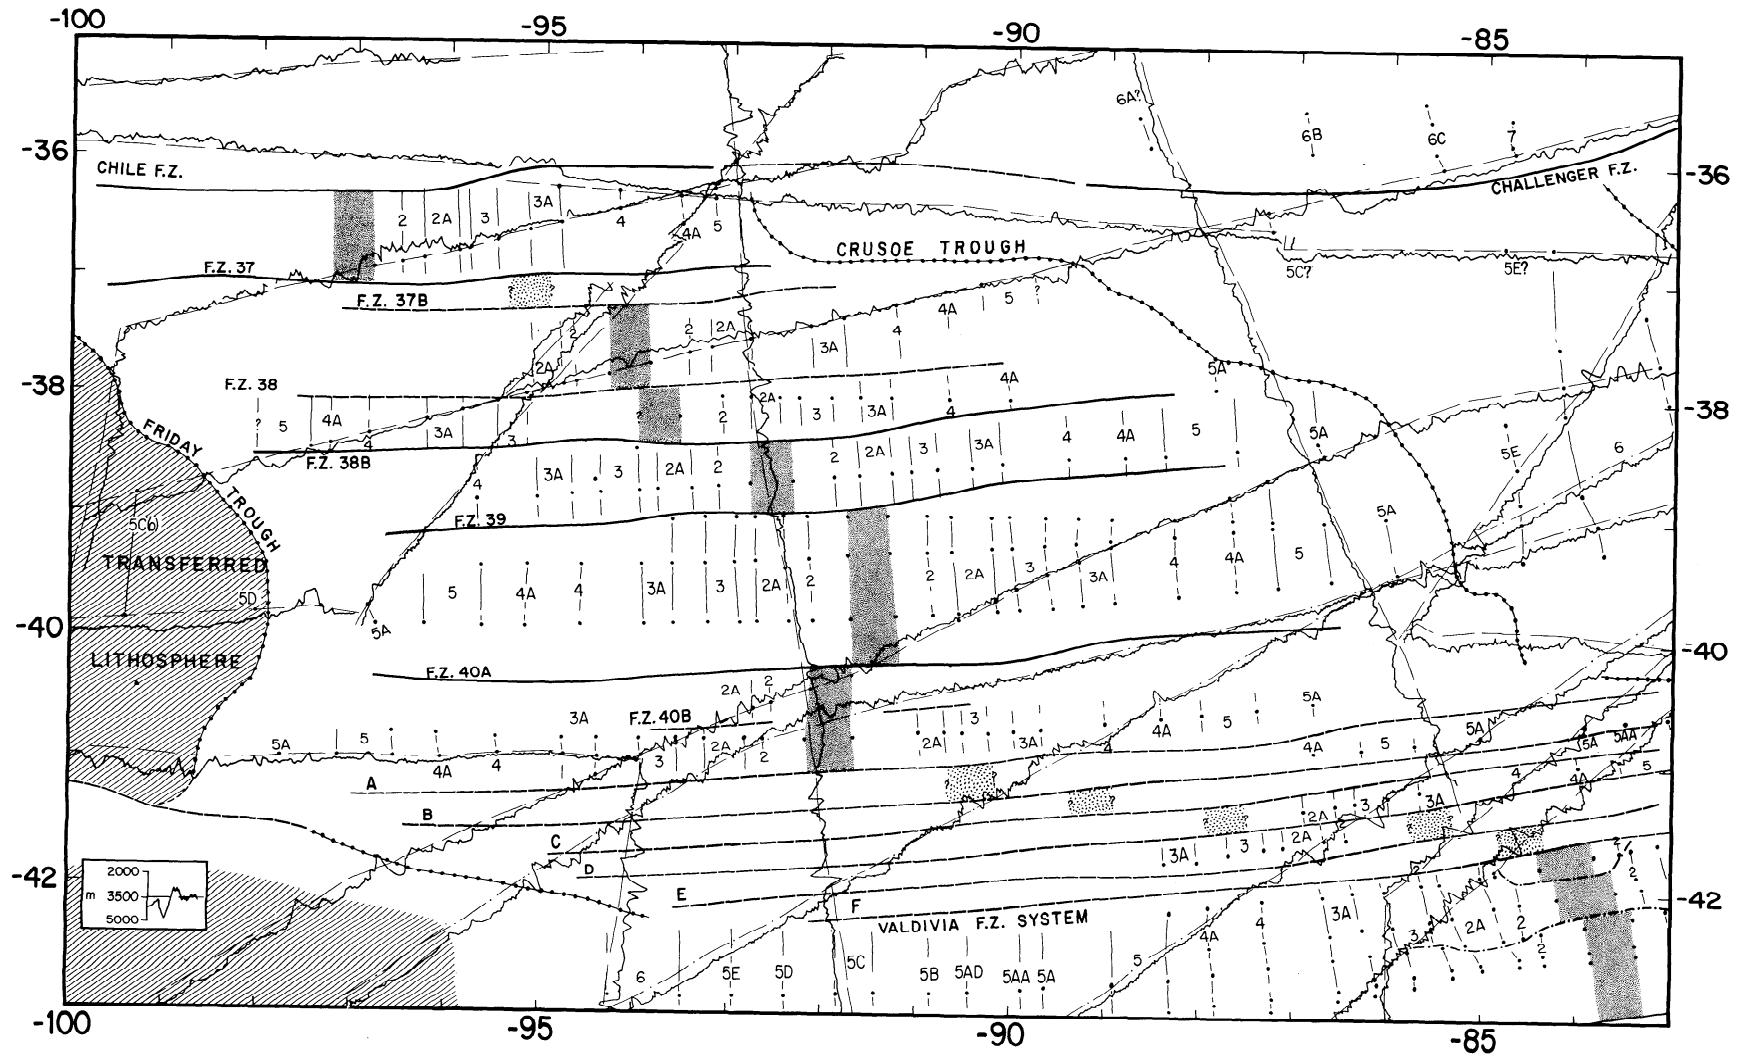 -100 -95 -90 -85
6A? 6B 6C 7
-36 -36
CHILE F.Z. CHALLENGER F.Z.
2 2A 3 3A 4 4A 5
CRUSOE TROUGH
F.Z. 37 5C? 5E?
F.Z. 37B
2 2A 2 2A 3A 4 4A 5 ?
-38 -38
F.Z. 38
? 5 4A 4 3A 3 ? 2 2A 3 3A 4 4A 5A
FRIDAY TROUGH
F.Z. 38B
4 3A 3 2A 2 2 2A 3 3A 4 4A 5 5A 5E 6
F.Z. 39
5C(6)
TRANSFERRED
5D
LITHOSPHERE
5A 5 4A 4 3A 3 2A 2 2 2A 3 3A 4 4A 5 5A
-40 -40
F.Z. 40A
2A 2
3A F.Z. 40B
5A 5 4A 4 3 2A 2 2A 3 3A 4 4A 5 5A
4A 5 5A 5A 5AA
A
B
C
D
E
F
4 4A 5
2A 3 3A
3A 3 2A 2
?
-42 -42
2000
m 3500
5000
VALDIVIA F.Z. SYSTEM
6 5E 5D 5C 5B 5AD 5AA 5A 5 4A 4 3A 3 2A 2 2
-100 -95 -90 -85